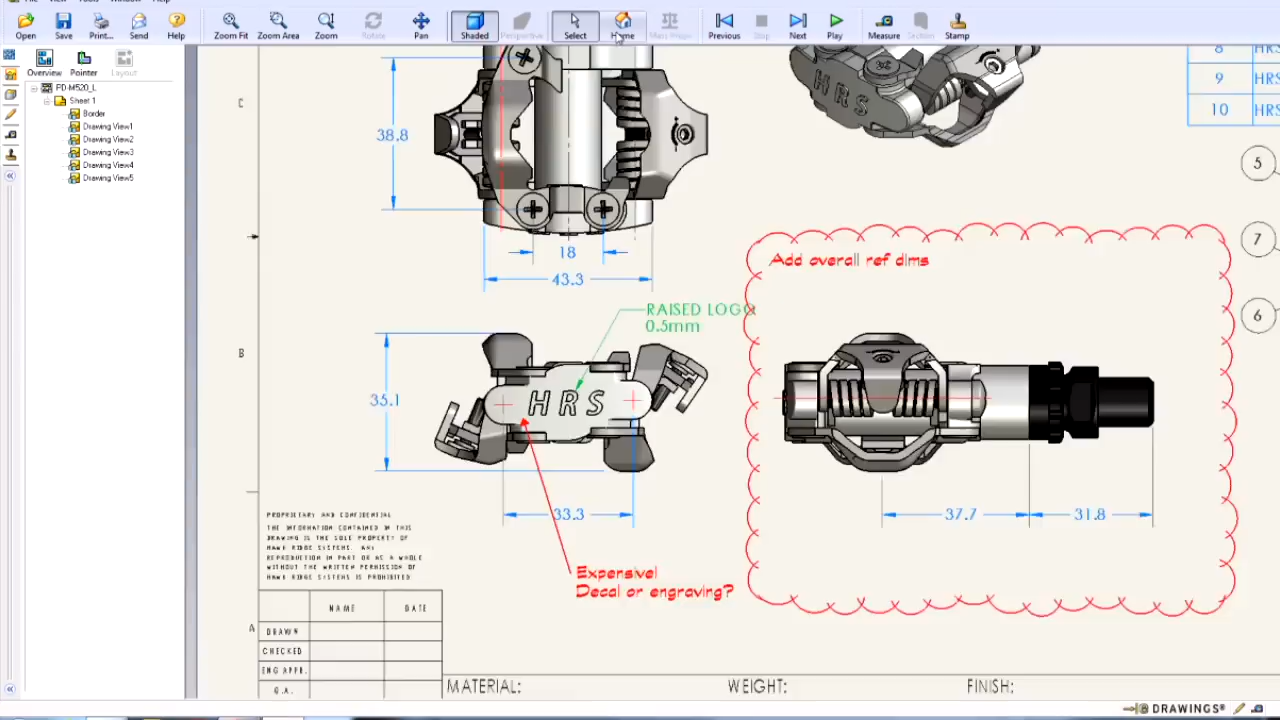 Open Save Print... Send Help Zoom Fit Zoom Area Zoom Rotate Pan Shaded Perspective Select Home Previous Stop Next Play Measure Section Stamp
Overview Pointer Layout
PD-M520_L
Sheet 1
Border
Drawing View1
Drawing View2
Drawing View3
Drawing View4
Drawing View5
C
38.8
18
43.3
HRS
8 HRS
9 HRS
10 HRS
5
7
6
B
RAISED LOGO
0.5mm
35.1
HRS
33.3
Expensive!
Decal or engraving?
Add overall ref dims
37.7
31.8
PROPRIETARY AND CONFIDENTIAL
THE INFORMATION CONTAINED IN THIS
DRAWING IS THE SOLE PROPERTY OF
HAWK RIDGE SYSTEMS. ANY
REPRODUCTION IN PART OR AS A WHOLE
WITHOUT THE WRITTEN PERMISSION OF
HAWK RIDGE SYSTEMS IS PROHIBITED
NAME DATE
A
DRAWN
CHECKED
ENG APPR.
Q.A.
MATERIAL: WEIGHT: FINISH:
DRAWINGS®